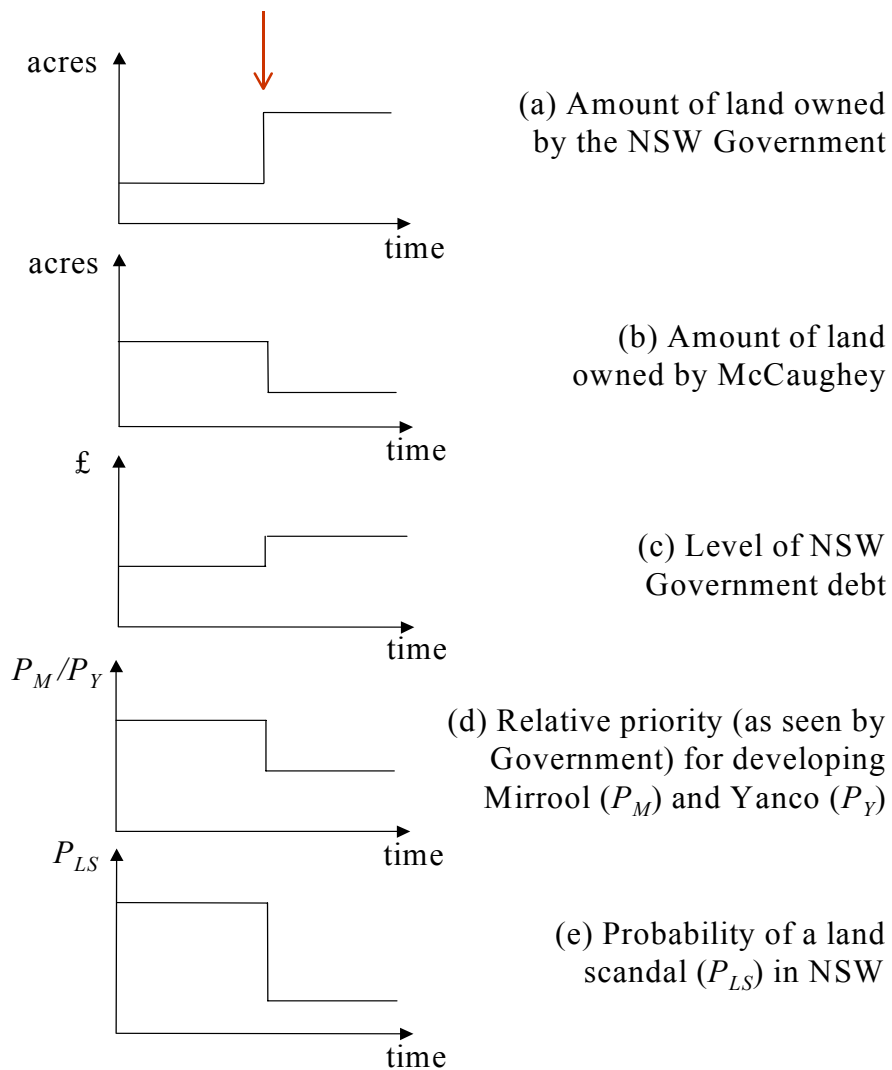 acres
(a) Amount of land owned
by the NSW Government
time
acres
(b) Amount of land
owned by McCaughey
time
£
(c) Level of NSW
Government debt
time
P_M/P_Y
(d) Relative priority (as seen by
Government) for developing
Mirrool (P_M) and Yanco (P_Y)
time
P_LS
(e) Probability of a land
scandal (P_LS) in NSW
time